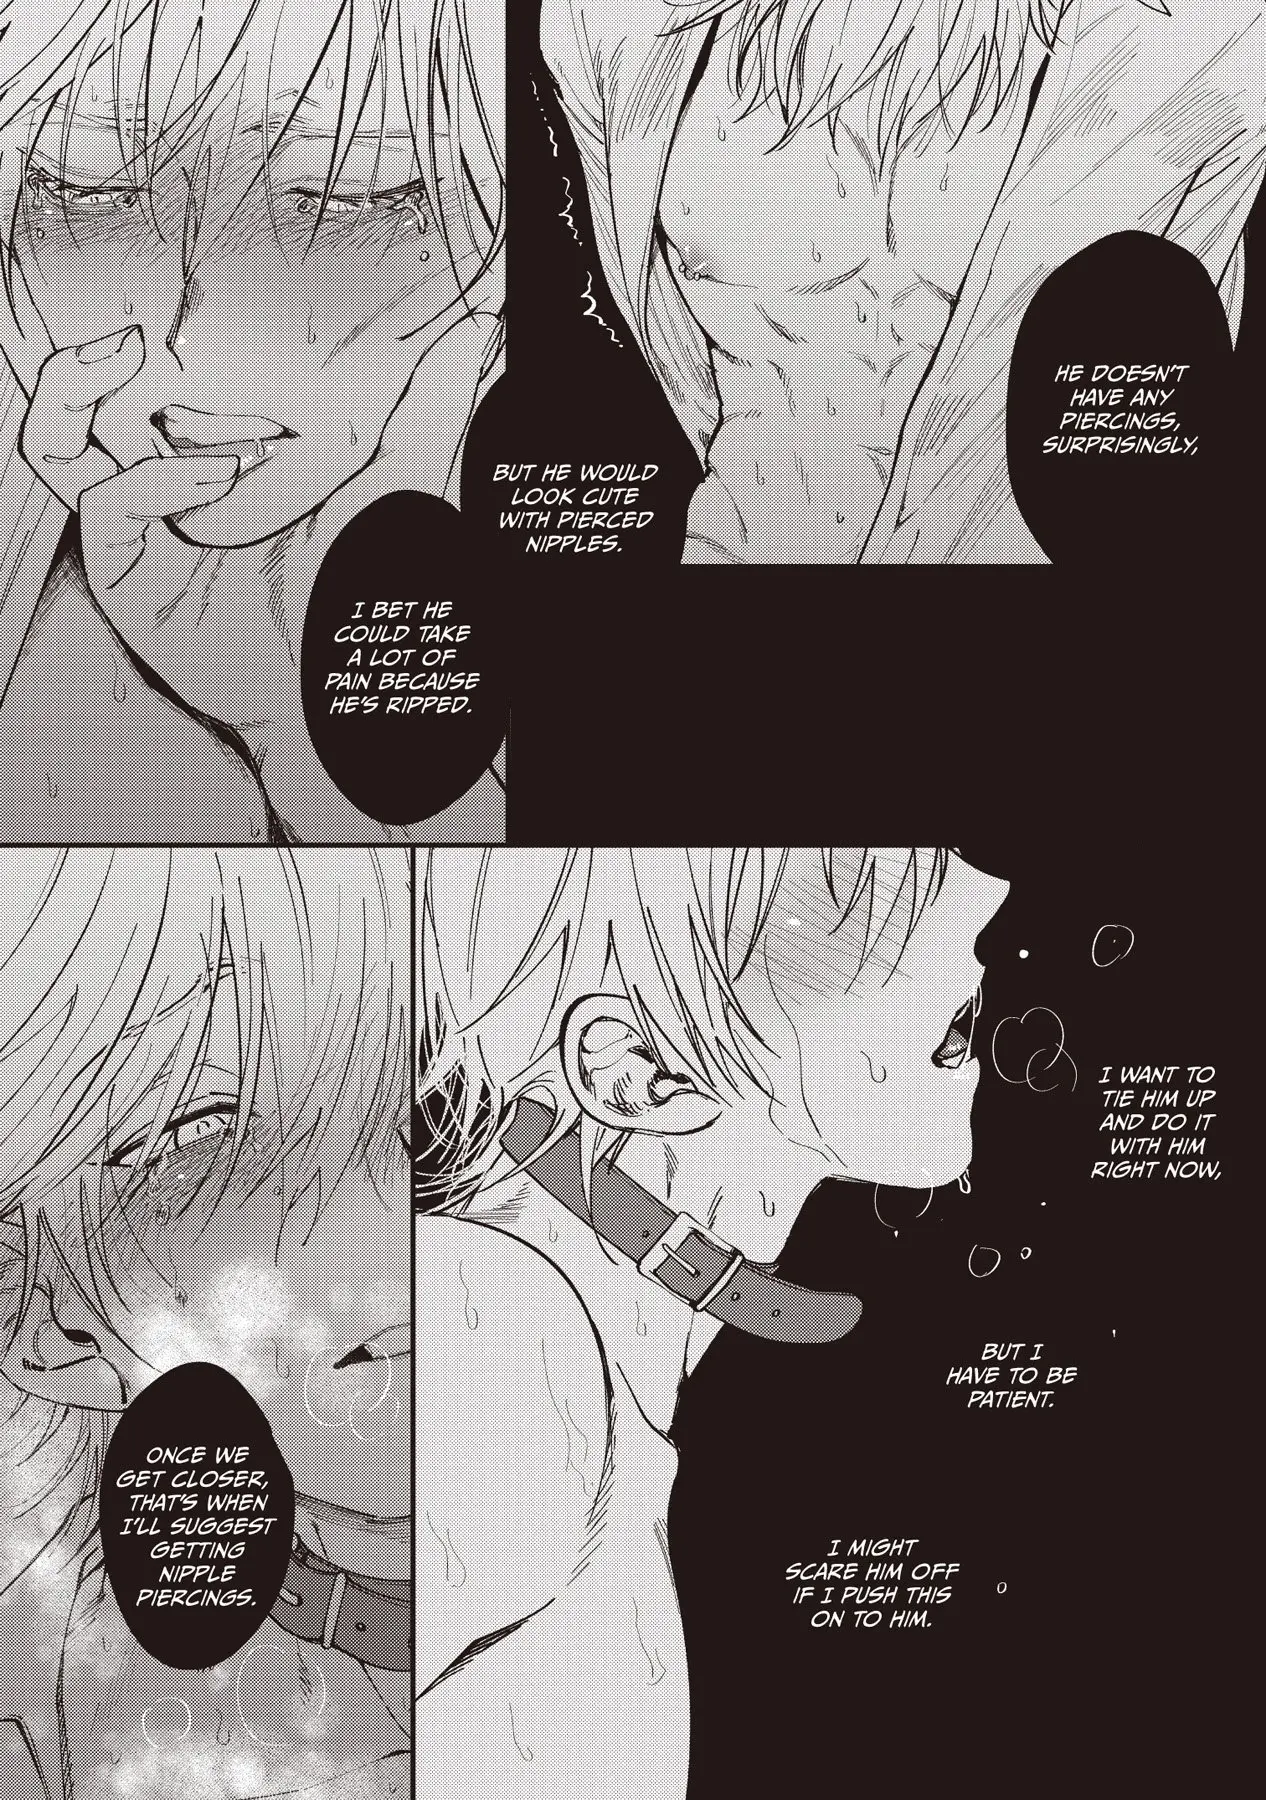 HE DOESN'T
HAVE ANY
PIERCINGS,
SURPRISINGLY,
BUT HE WOULD
LOOK CUTE
WITH PIERCED
NIPPLES.
I BET HE
COULD TAKE
A LOT OF
PAIN BECAUSE
HE'S RIPPED.
I WANT TO
TIE HIM UP
AND DO IT
WITH HIM
RIGHT NOW,
BUT I
HAVE TO BE
PATIENT.
I MIGHT
SCARE HIM OFF
IF I PUSH THIS
ON TO HIM.
ONCE WE
GET CLOSER,
THAT'S WHEN
I'LL SUGGEST
GETTING
NIPPLE
PIERCINGS.